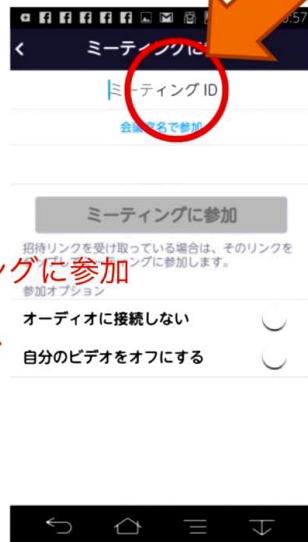 :57
ミーティングに
ミーティング ID
会議室名で参加
ミーティングに参加
招待リンクを受け取っている場合は、そのリンクを
ングに参加します。
ングに参加
参加オプション
オーディオに接続しない
自分のビデオをオフにする